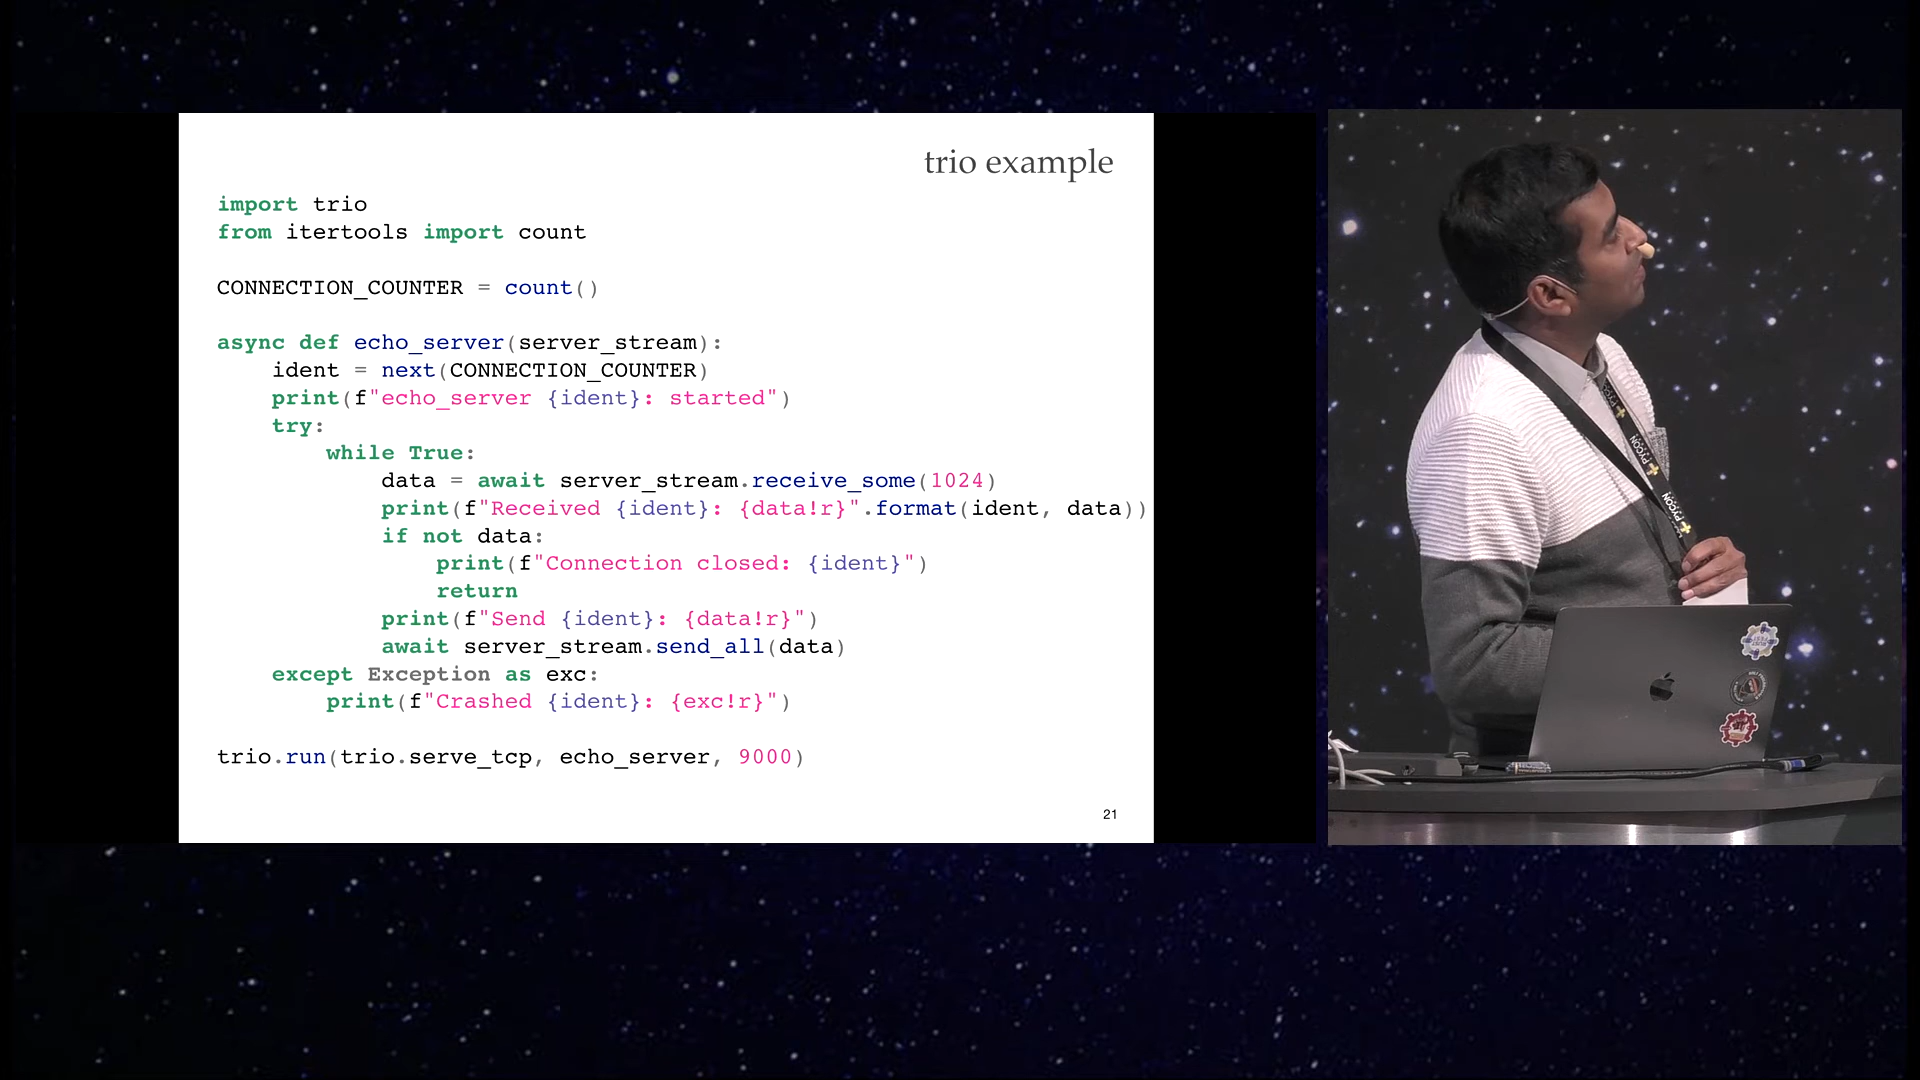 trio example
import trio
from itertools import count
CONNECTION_COUNTER = count()
async def echo_server(server_stream):
    ident = next(CONNECTION_COUNTER)
    print(f"echo_server {ident}: started")
    try:
        while True:
            data = await server_stream.receive_some(1024)
            print(f"Received {ident}: {data!r}".format(ident, data))
            if not data:
                print(f"Connection closed: {ident}")
                return
            print(f"Send {ident}: {data!r}")
            await server_stream.send_all(data)
    except Exception as exc:
        print(f"Crashed {ident}: {exc!r}")
trio.run(trio.serve_tcp, echo_server, 9000)
21
PYCON
PYCON
PYCON